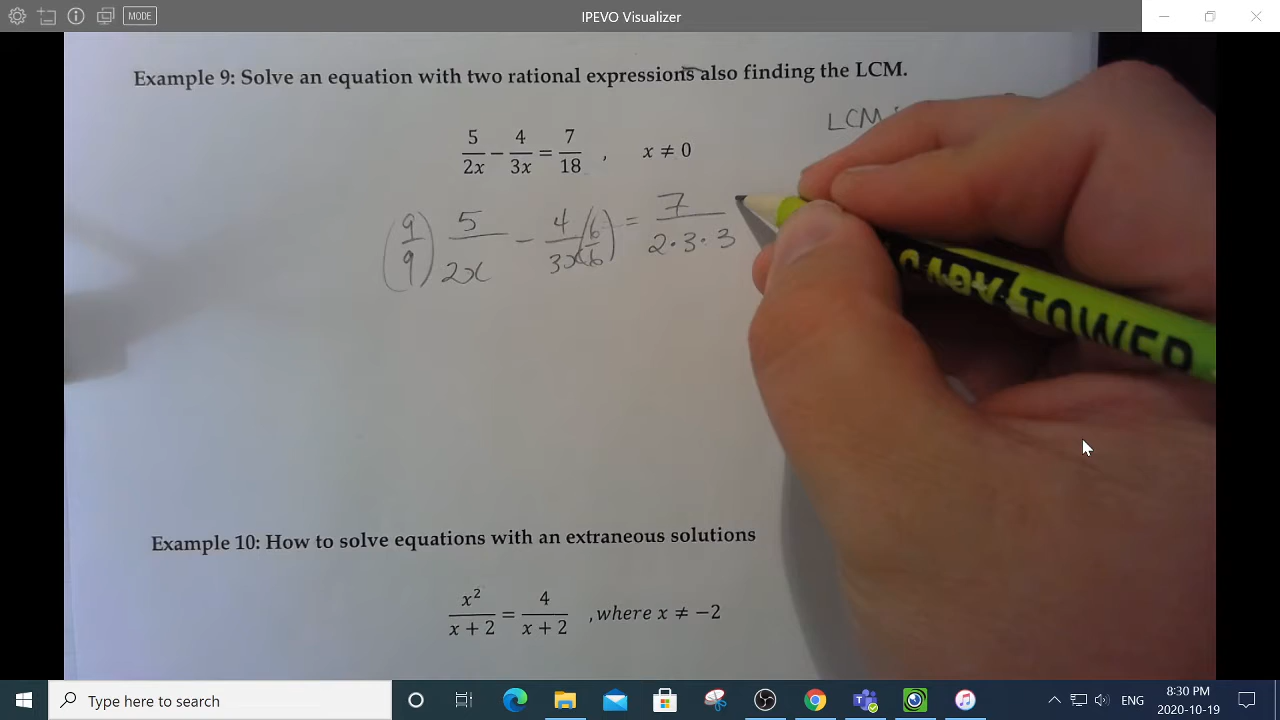 IPEVO Visualizer
MODE
Example 9: Solve an equation with two rational expressions also finding the LCM.
5/2x − 4/3x = 7/18 , x ≠ 0
LCM
(9/9) 5/2x − 4/3x (6/6) = 7/2·3·3
CADY TOWER
Example 10: How to solve equations with an extraneous solutions
x²/x + 2 = 4/x + 2 , where x ≠ −2
Type here to search
ENG
8:30 PM
2020-10-19